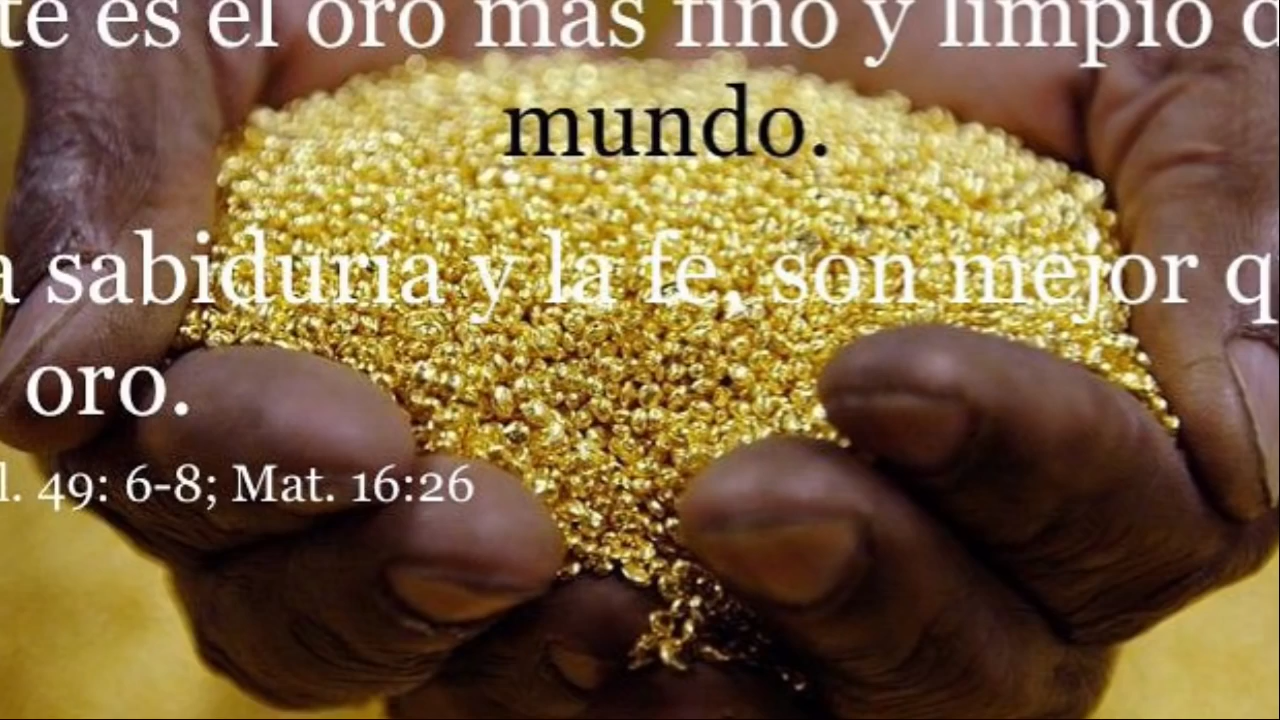 te es el oro más fino y limpio d
mundo.
a sabiduría y la fe, son mejor q
oro.
l. 49: 6-8; Mat. 16:26